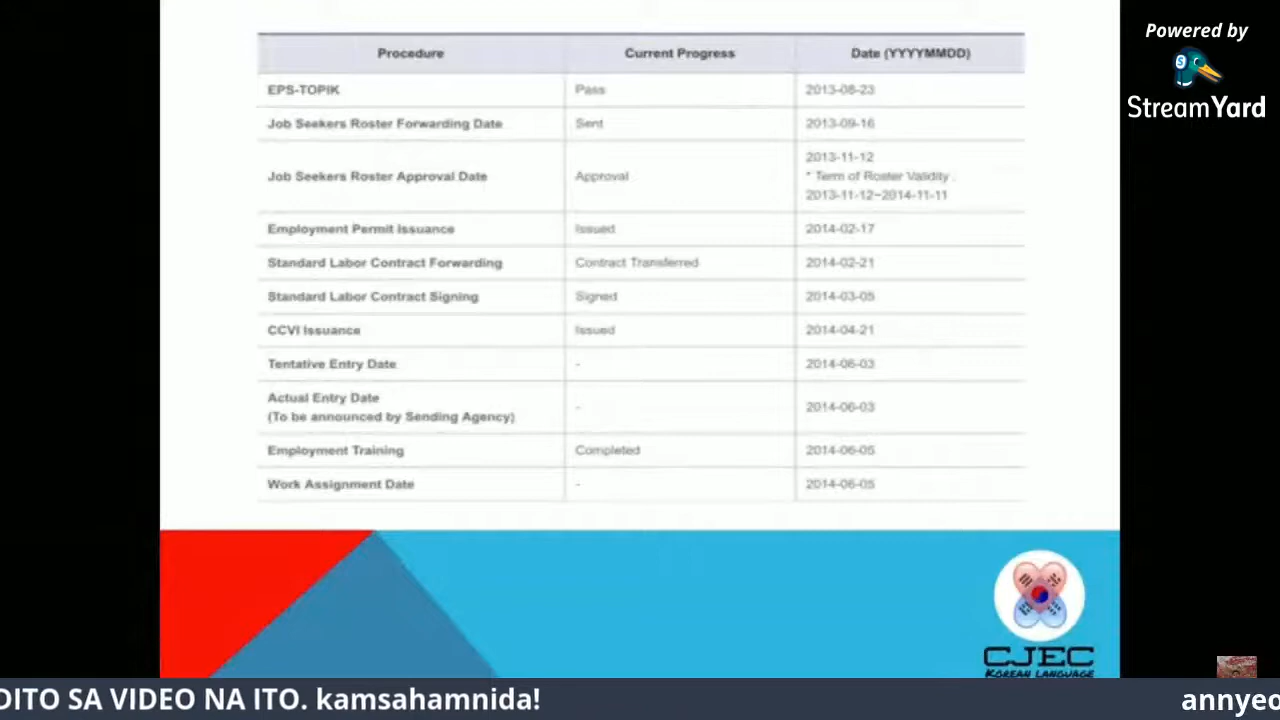 Powered by
StreamYard
Procedure Current Progress Date (YYYYMMDD)
EPS-TOPIK Pass 2013-08-23
Job Seekers Roster Forwarding Date Sent 2013-09-16
Job Seekers Roster Approval Date Approval 2013-11-12
* Term of Roster Validity .
2013-11-12~2014-11-11
Employment Permit Issuance Issued 2014-02-17
Standard Labor Contract Forwarding Contract Transferred 2014-02-21
Standard Labor Contract Signing Signed 2014-03-05
CCVI Issuance Issued 2014-04-21
Tentative Entry Date - 2014-06-03
Actual Entry Date
(To be announced by Sending Agency) - 2014-06-03
Employment Training Completed 2014-06-05
Work Assignment Date - 2014-06-05
CJEC
KOREAN LANGUAGE
DITO SA VIDEO NA ITO. kamsahamnida! annyeo